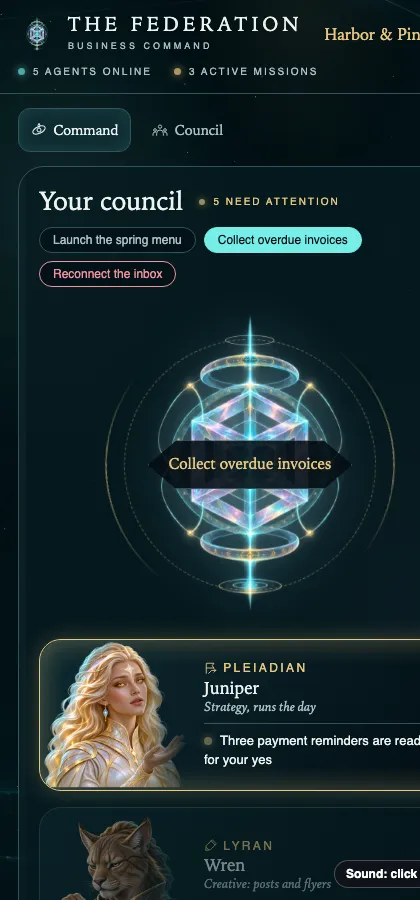 THE FEDERATION
BUSINESS COMMAND
Harbor & Pin
5 AGENTS ONLINE
3 ACTIVE MISSIONS
Command
Council
Your council
5 NEED ATTENTION
Launch the spring menu
Collect overdue invoices
Reconnect the inbox
Collect overdue invoices
PLEIADIAN
Juniper
Strategy, runs the day
Three payment reminders are read
for your yes
LYRAN
Wren
Creative: posts and flyers
Sound: click